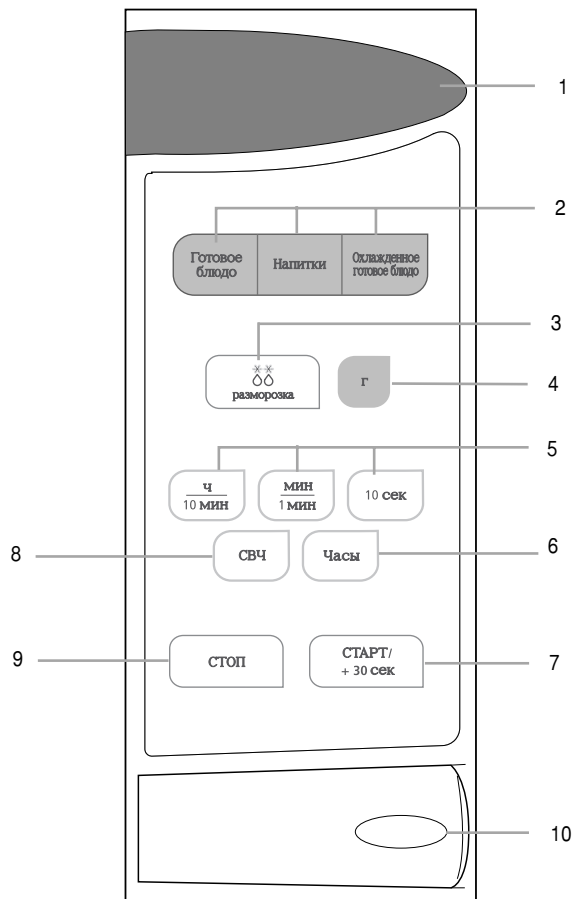 1
2
Готовое Напитки Охлажденное
блюдо готовое блюдо
3
разморозка
г
4
5
ч мин 10 сек
10 мин 1 мин
8
СВЧ
Часы
6
9
СТОП
СТАРТ/
+ 30 сек
7
10